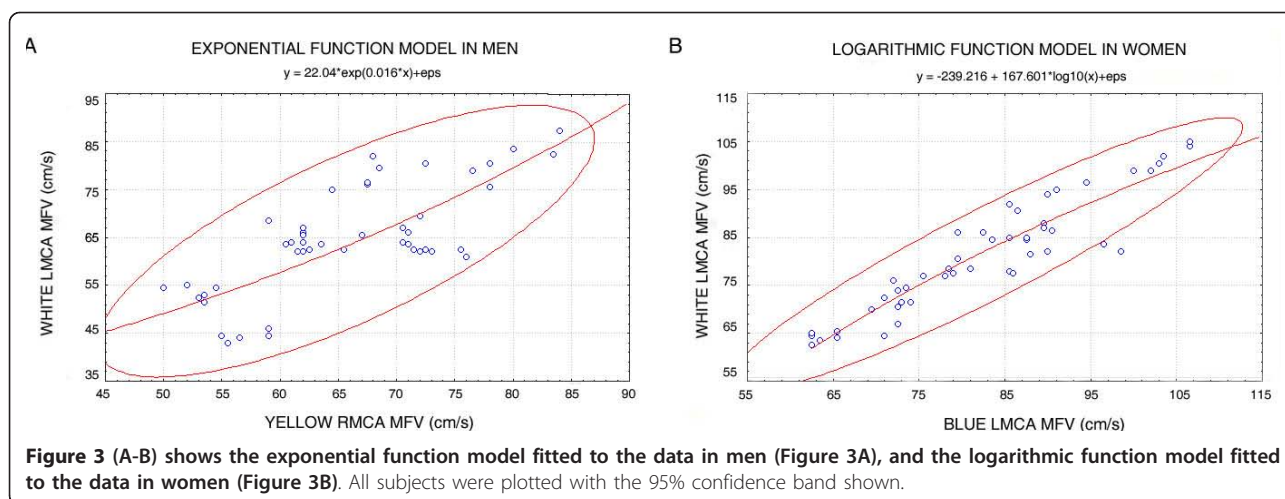 A
EXPONENTIAL FUNCTION MODEL IN MEN
y = 22.04*exp(0.016*x)+eps
WHITE LMCA MFV (cm/s)
95
85
75
65
55
45
35
45 50 55 60 65 70 75 80 85 90
YELLOW RMCA MFV (cm/s)
B
LOGARITHMIC FUNCTION MODEL IN WOMEN
y = -239.216 + 167.601*log10(x)+eps
WHITE LMCA MFV (cm/s)
115
105
95
85
75
65
55
55 65 75 85 95 105 115
BLUE LMCA MFV (cm/s)
Figure 3 (A-B) shows the exponential function model fitted to the data in men (Figure 3A), and the logarithmic function model fitted
to the data in women (Figure 3B). All subjects were plotted with the 95% confidence band shown.